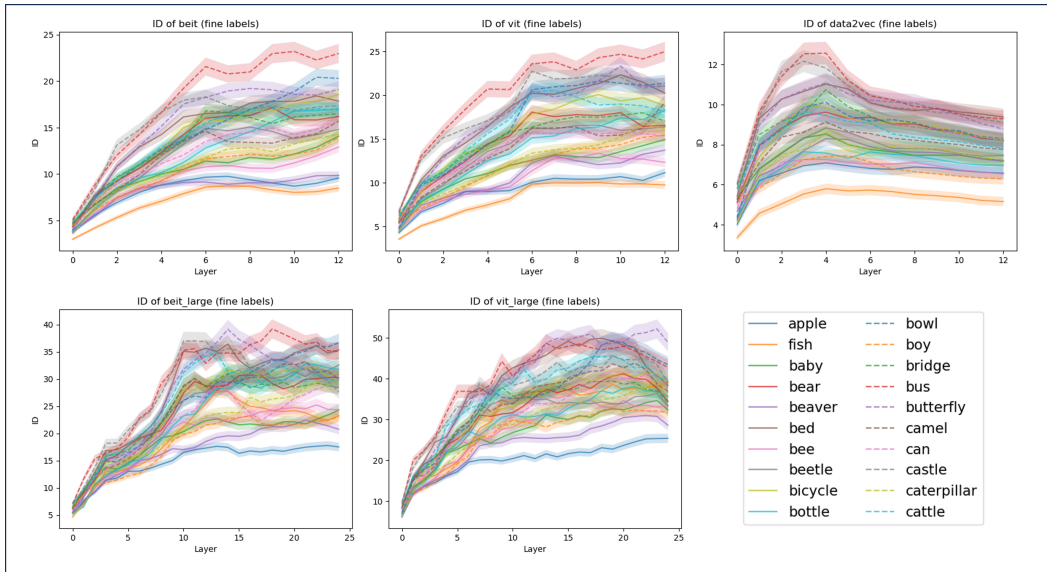 ID of beit (fine labels)
25
20
15
10
5
ID
0 2 4 6 8 10 12
Layer
ID of vit (fine labels)
25
20
15
10
5
ID
0 2 4 6 8 10 12
Layer
ID of data2vec (fine labels)
12
10
8
6
4
ID
0 2 4 6 8 10 12
Layer
ID of beit_large (fine labels)
40
35
30
25
20
15
10
5
ID
0 5 10 15 20 25
Layer
ID of vit_large (fine labels)
50
40
30
20
10
ID
0 5 10 15 20 25
Layer
apple
fish
baby
bear
beaver
bed
bee
beetle
bicycle
bottle
bowl
boy
bridge
bus
butterfly
camel
can
castle
caterpillar
cattle